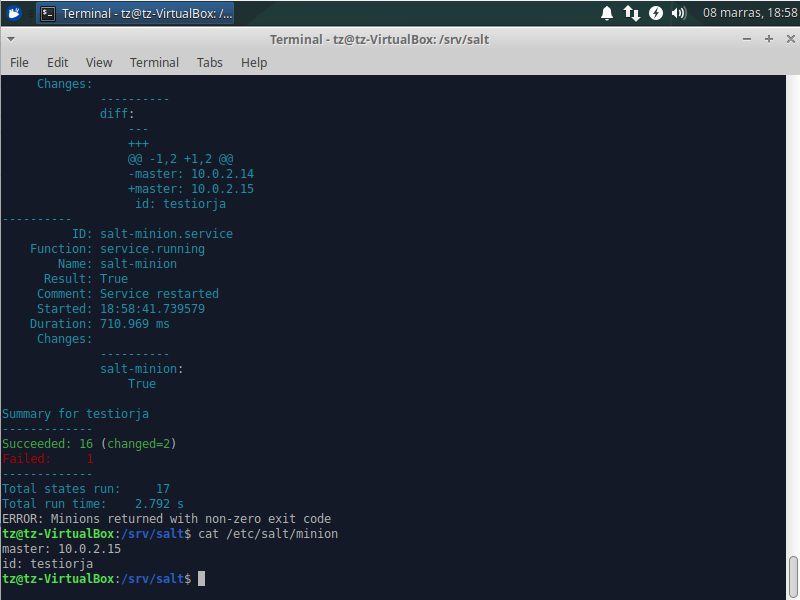 Terminal - tz@tz-VirtualBox: /...
08 marras, 18:58
Terminal - tz@tz-VirtualBox: /srv/salt
File Edit View Terminal Tabs Help
Changes:
----------
diff:
---
+++
@@ -1,2 +1,2 @@
-master: 10.0.2.14
+master: 10.0.2.15
id: testiorja
----------
ID: salt-minion.service
Function: service.running
Name: salt-minion
Result: True
Comment: Service restarted
Started: 18:58:41.739579
Duration: 710.969 ms
Changes:
----------
salt-minion:
True
Summary for testiorja
-------------
Succeeded: 16 (changed=2)
Failed: 1
-------------
Total states run: 17
Total run time: 2.792 s
ERROR: Minions returned with non-zero exit code
tz@tz-VirtualBox:/srv/salt$ cat /etc/salt/minion
master: 10.0.2.15
id: testiorja
tz@tz-VirtualBox:/srv/salt$